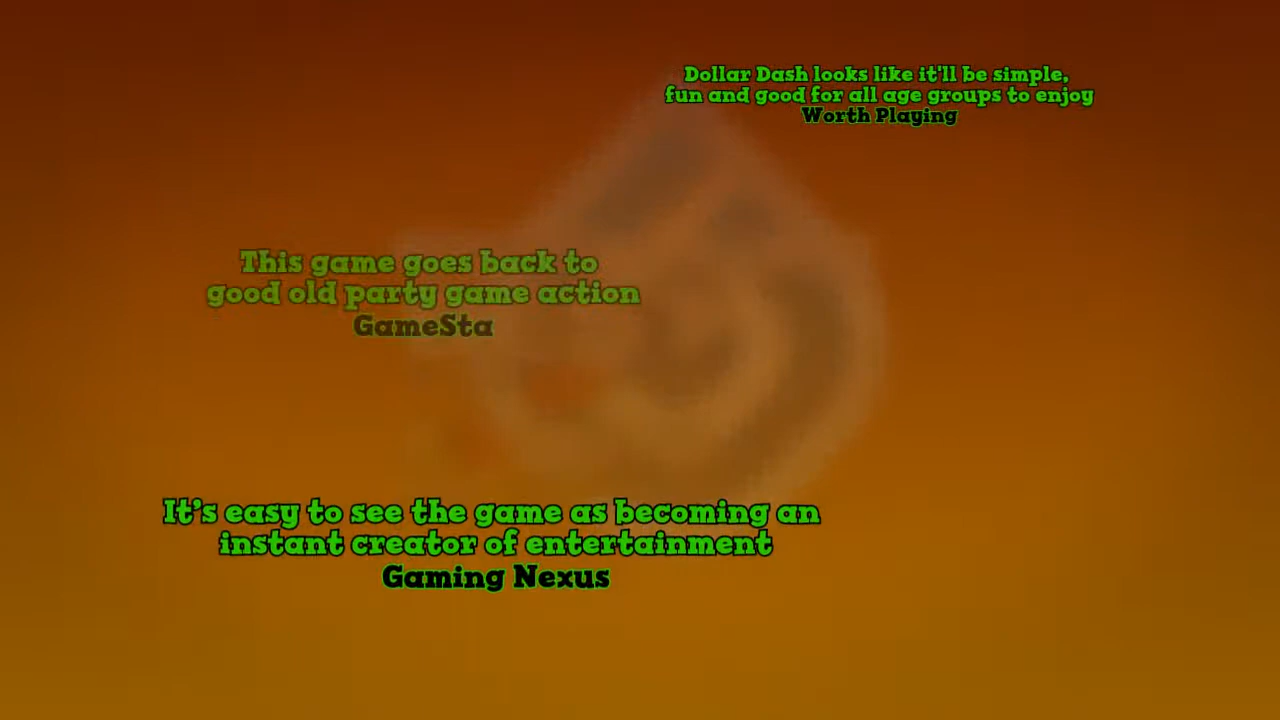 Dollar Dash looks like it'll be simple,
fun and good for all age groups to enjoy
Worth Playing
This game goes back to
good old party game action
GameSta
It's easy to see the game as becoming an
instant creator of entertainment
Gaming Nexus